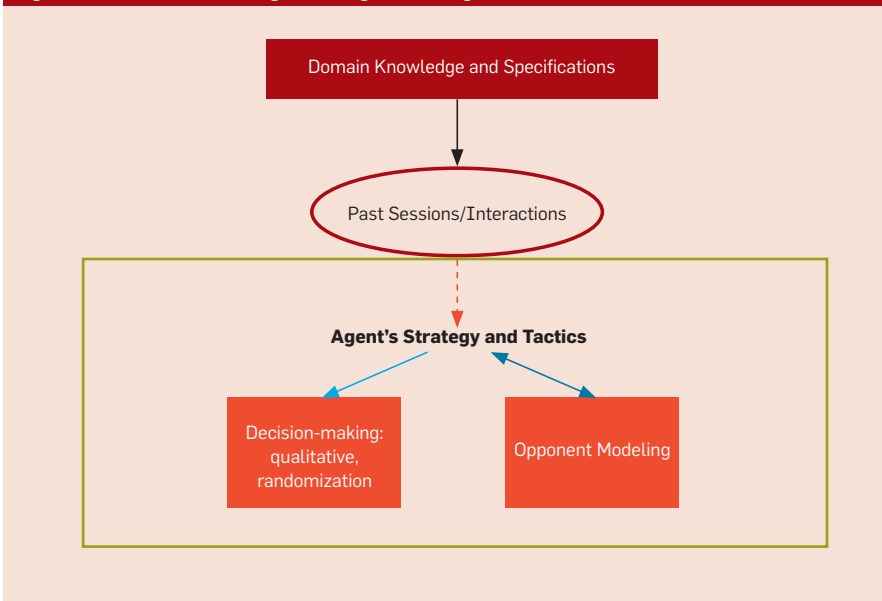 Domain Knowledge and Specifications
Past Sessions/Interactions
Agent’s Strategy and Tactics
Decision-making:
qualitative,
randomization
Opponent Modeling